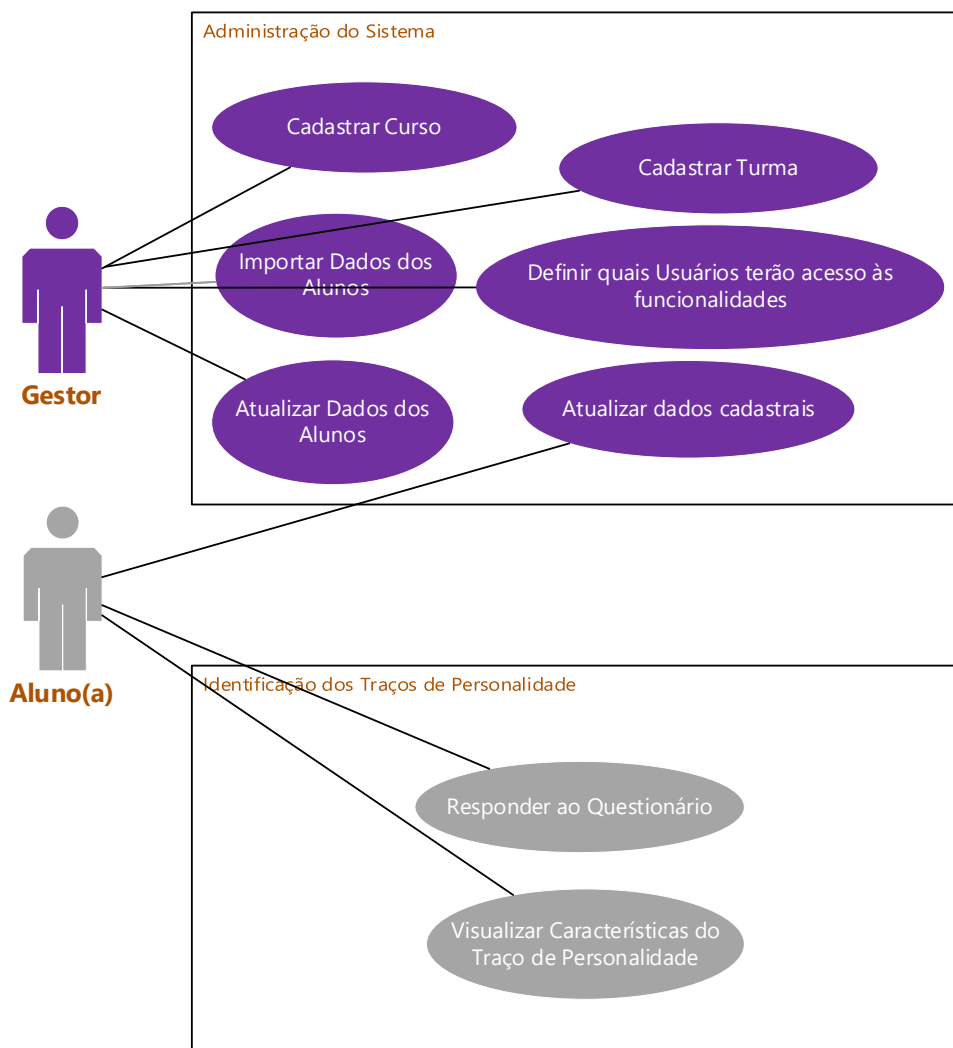 Administração do Sistema
Cadastrar Curso
Cadastrar Turma
Importar Dados dos
Alunos
Definir quais Usuários terão acesso às
funcionalidades
Gestor
Atualizar Dados dos
Alunos
Atualizar dados cadastrais
Aluno(a)
Identificação dos Traços de Personalidade
Responder ao Questionário
Visualizar Características do
Traço de Personalidade